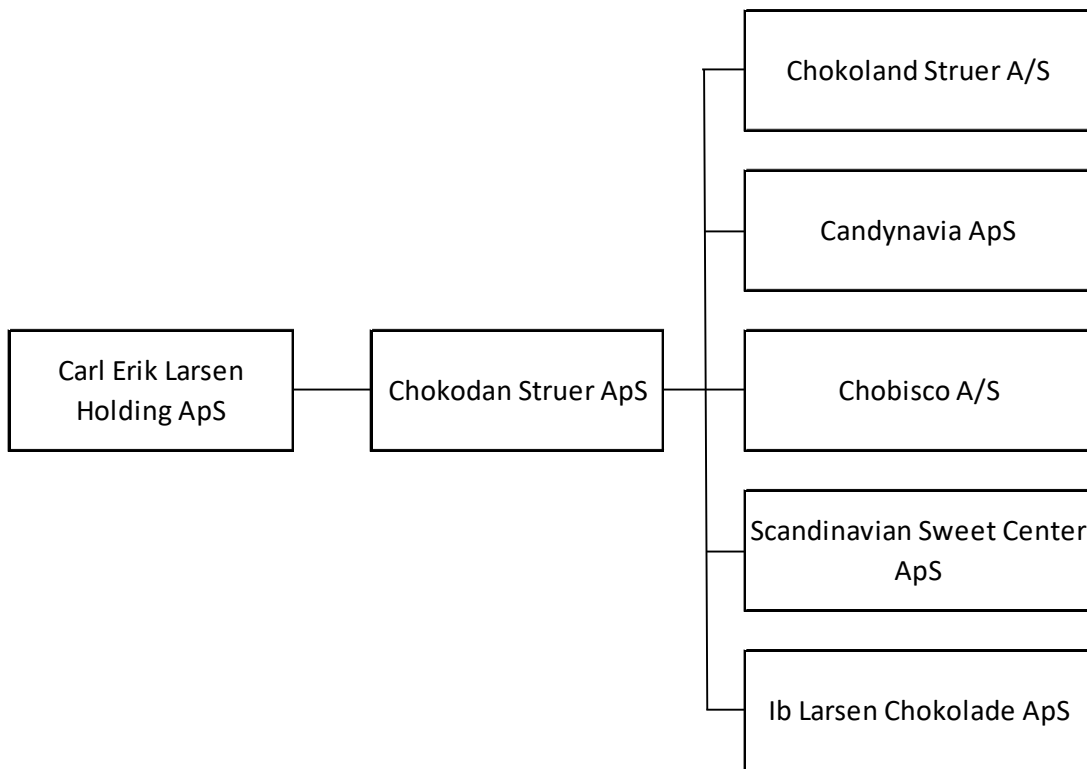 Chokoland Struer A/S
Candynavia ApS
Carl Erik Larsen
Holding ApS
Chokodan Struer ApS
Chobisco A/S
Scandinavian Sweet Center
ApS
Ib Larsen Chokolade ApS